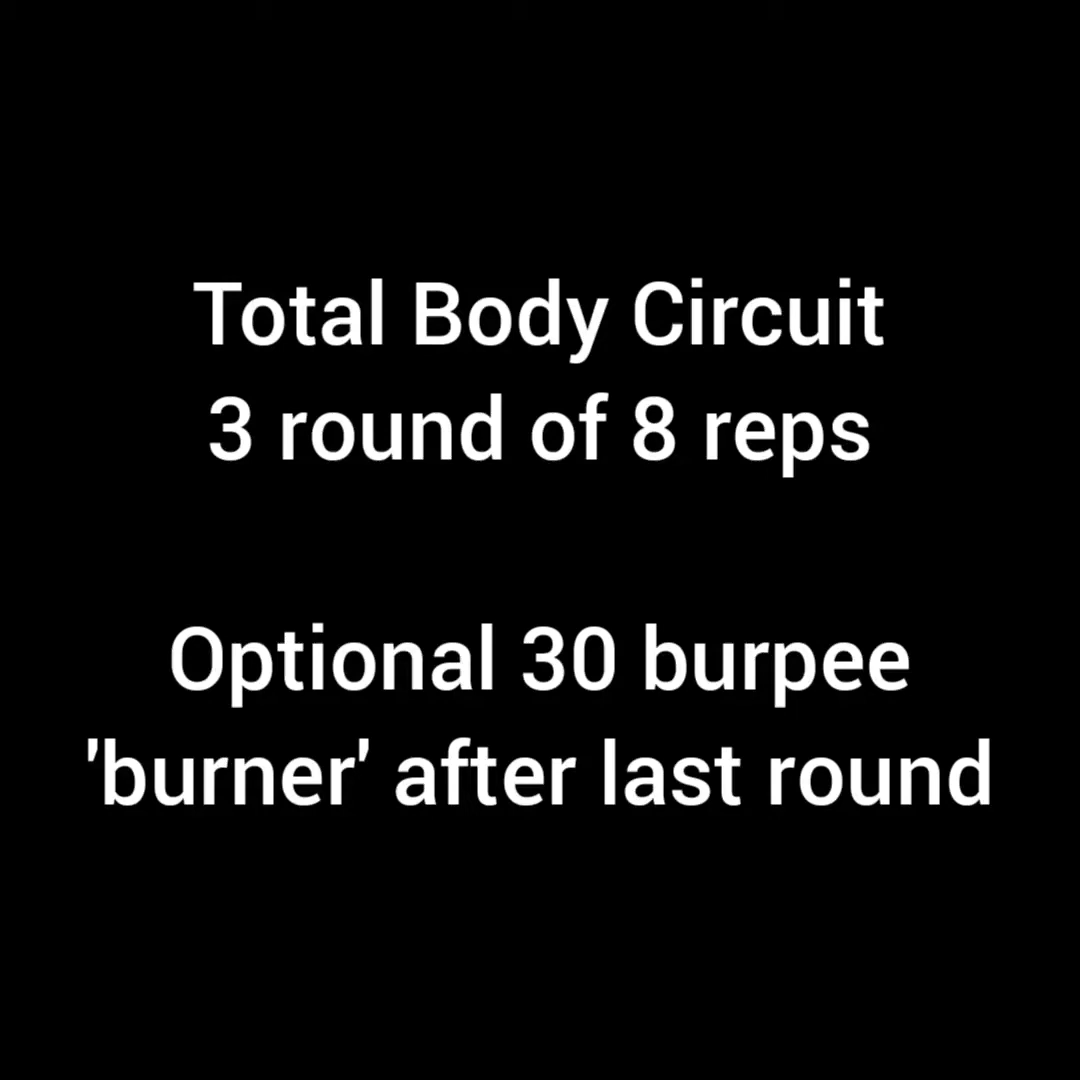 Total Body Circuit
3 round of 8 reps
Optional 30 burpee
'burner' after last round